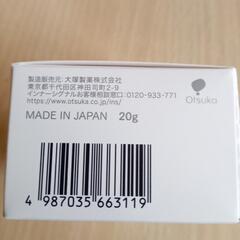 製造販売元:大塚製薬株式会社
東京都千代田区神田司町2-9
インナーシグナルお客様相談窓口:0120-933-771
https://www.otsuka.co.jp/ins/
Otsuka
MADE IN JAPAN 20g
4 987035 663119